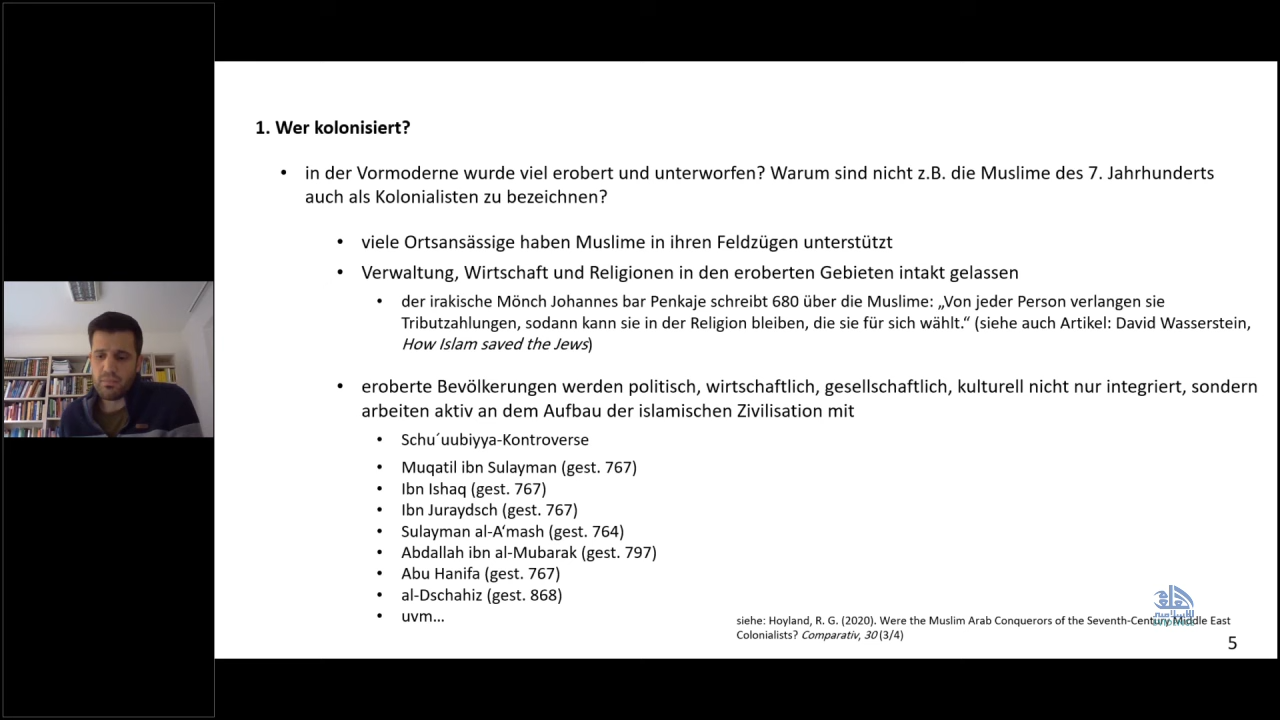 1. Wer kolonisiert?
• in der Vormoderne wurde viel erobert und unterworfen? Warum sind nicht z.B. die Muslime des 7. Jahrhunderts
auch als Kolonialisten zu bezeichnen?
• viele Ortsansässige haben Muslime in ihren Feldzügen unterstützt
• Verwaltung, Wirtschaft und Religionen in den eroberten Gebieten intakt gelassen
• der irakische Mönch Johannes bar Penkaje schreibt 680 über die Muslime: „Von jeder Person verlangen sie
Tributzahlungen, sodann kann sie in der Religion bleiben, die sie für sich wählt.“ (siehe auch Artikel: David Wasserstein,
How Islam saved the Jews)
• eroberte Bevölkerungen werden politisch, wirtschaftlich, gesellschaftlich, kulturell nicht nur integriert, sondern
arbeiten aktiv an dem Aufbau der islamischen Zivilisation mit
• Schu´uubiyya-Kontroverse
• Muqatil ibn Sulayman (gest. 767)
• Ibn Ishaq (gest. 767)
• Ibn Juraydsch (gest. 767)
• Sulayman al-A‘mash (gest. 764)
• Abdallah ibn al-Mubarak (gest. 797)
• Abu Hanifa (gest. 767)
• al-Dschahiz (gest. 868)
• uvm…
siehe: Hoyland, R. G. (2020). Were the Muslim Arab Conquerors of the Seventh-Century Middle East
Colonialists? Comparativ, 30 (3/4)
5